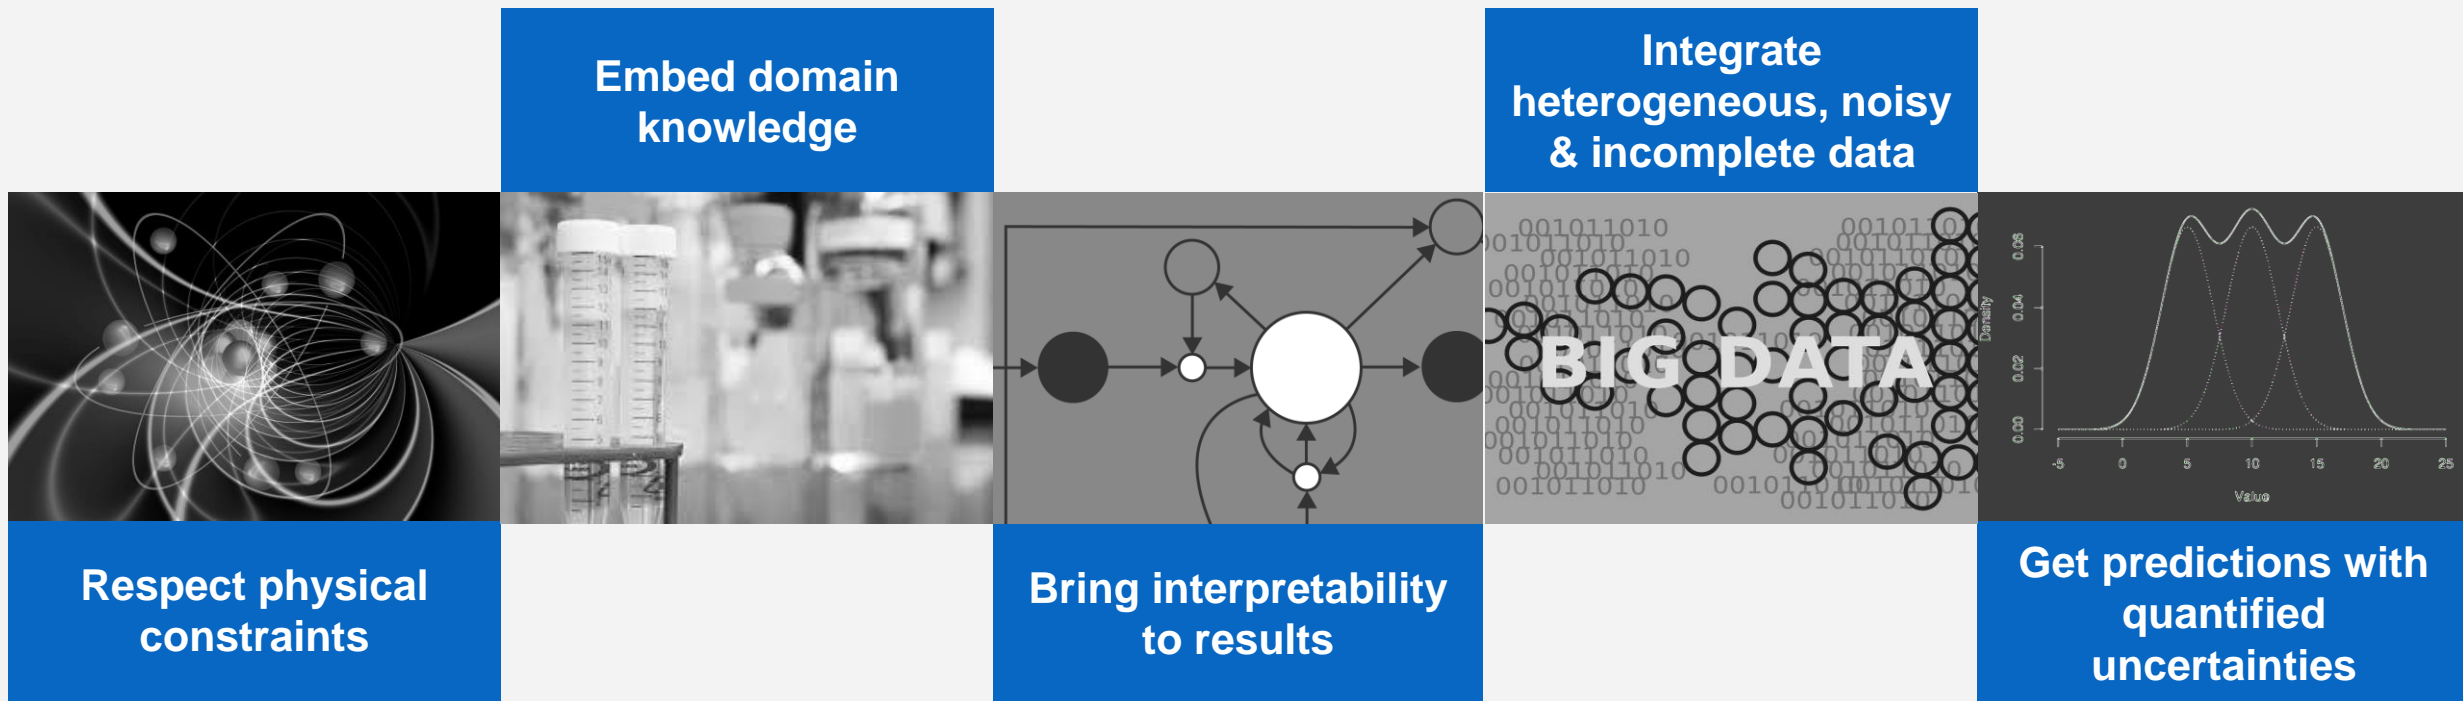 Embed domain
knowledge
Integrate
heterogeneous, noisy
& incomplete data
001011010
001011010
001011010
BIG DATA
0.00 0.02 0.04 0.06
Density
-5 0 5 10 15 20 25
Value
Respect physical
constraints
Bring interpretability
to results
Get predictions with
quantified
uncertainties